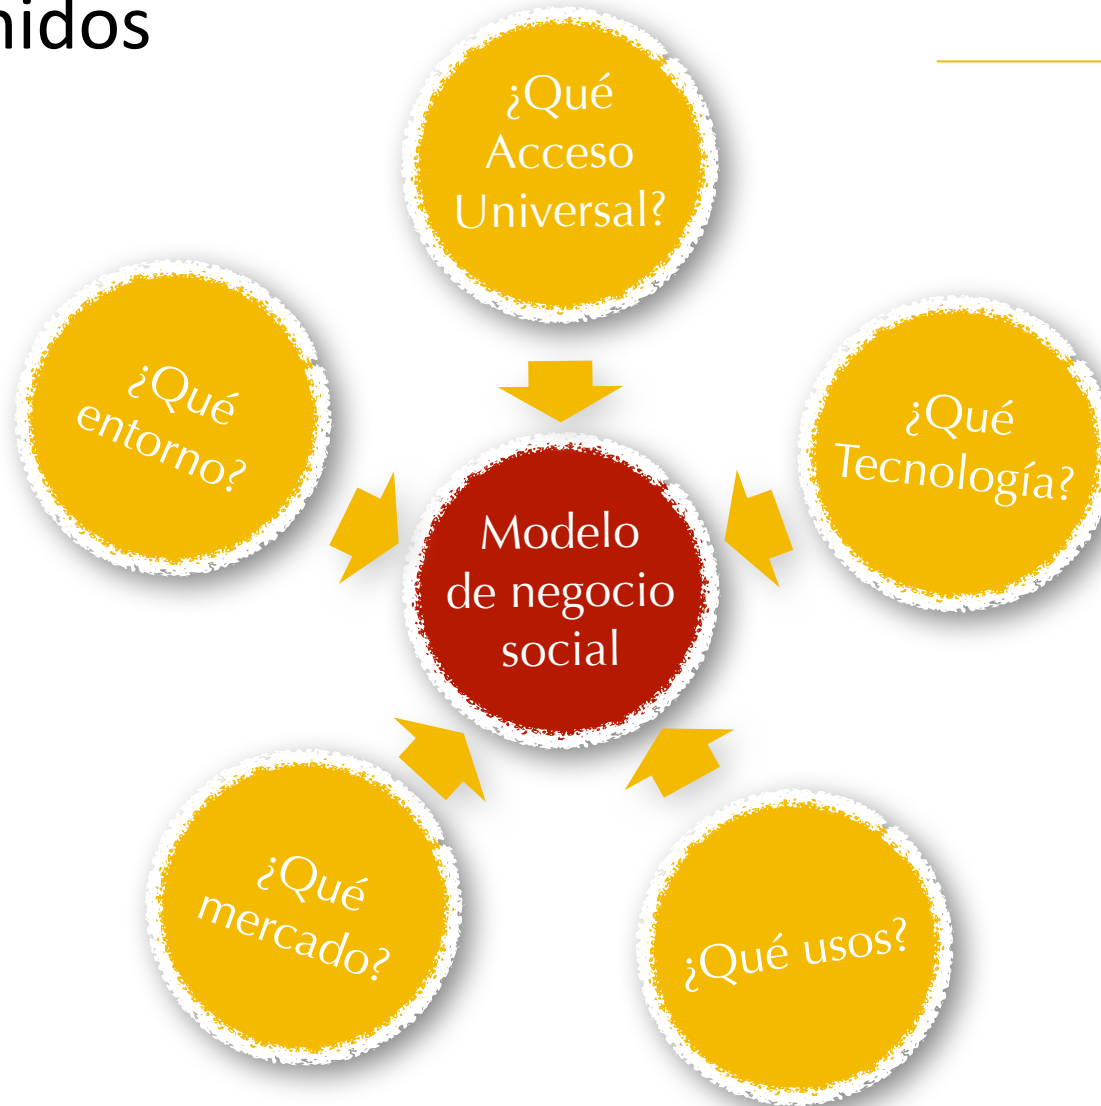 nidos
¿Qué
Acceso
Universal?
¿Qué
entorno?
¿Qué
Tecnología?
Modelo
de negocio
social
¿Qué
mercado?
¿Qué usos?